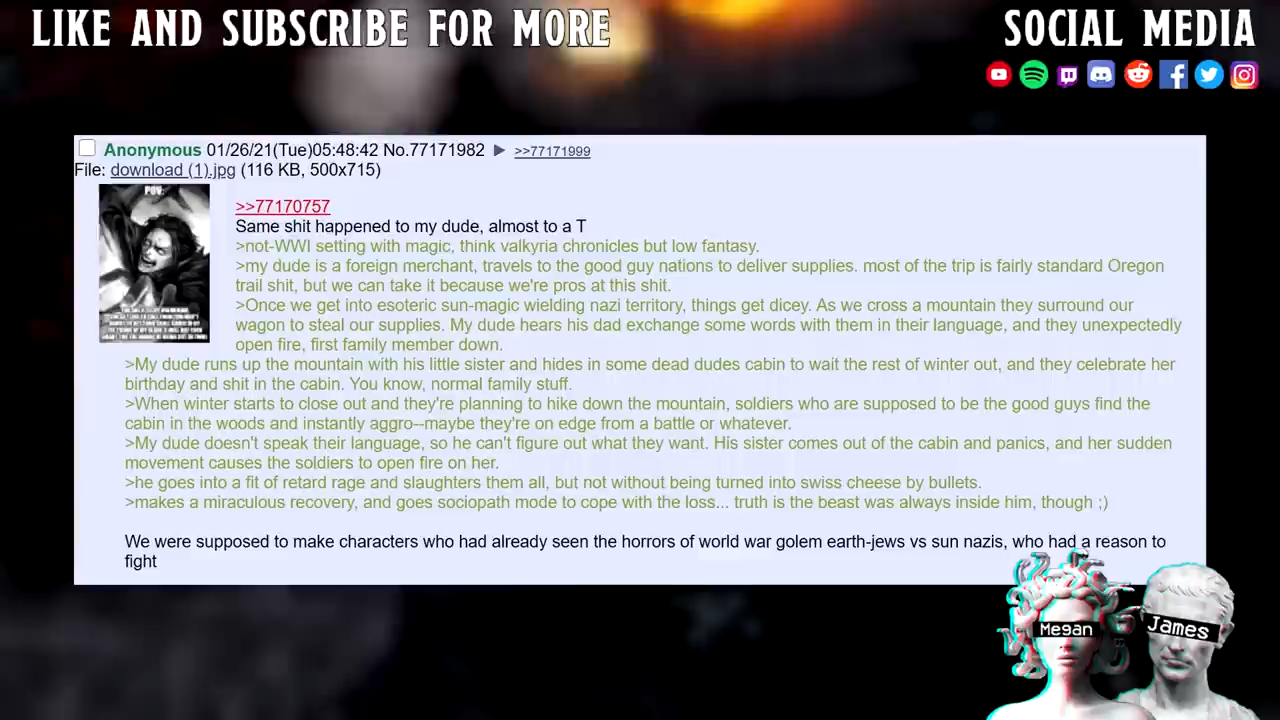 LIKE AND SUBSCRIBE FOR MORE
SOCIAL MEDIA
Anonymous 01/26/21(Tue)05:48:42 No.77171982 ▶ >>77171999
File: download (1).jpg (116 KB, 500x715)
POV:
>>77170757
Same shit happened to my dude, almost to a T
>not-WWI setting with magic, think valkyria chronicles but low fantasy.
>my dude is a foreign merchant, travels to the good guy nations to deliver supplies. most of the trip is fairly standard Oregon
trail shit, but we can take it because we're pros at this shit.
>Once we get into esoteric sun-magic wielding nazi territory, things get dicey. As we cross a mountain they surround our
wagon to steal our supplies. My dude hears his dad exchange some words with them in their language, and they unexpectedly
open fire, first family member down.
>My dude runs up the mountain with his little sister and hides in some dead dudes cabin to wait the rest of winter out, and they celebrate her
birthday and shit in the cabin. You know, normal family stuff.
>When winter starts to close out and they're planning to hike down the mountain, soldiers who are supposed to be the good guys find the
cabin in the woods and instantly aggro--maybe they're on edge from a battle or whatever.
>My dude doesn't speak their language, so he can't figure out what they want. His sister comes out of the cabin and panics, and her sudden
movement causes the soldiers to open fire on her.
>he goes into a fit of retard rage and slaughters them all, but not without being turned into swiss cheese by bullets.
>makes a miraculous recovery, and goes sociopath mode to cope with the loss... truth is the beast was always inside him, though ;)
We were supposed to make characters who had already seen the horrors of world war golem earth-jews vs sun nazis, who had a reason to
fight
Megan
James